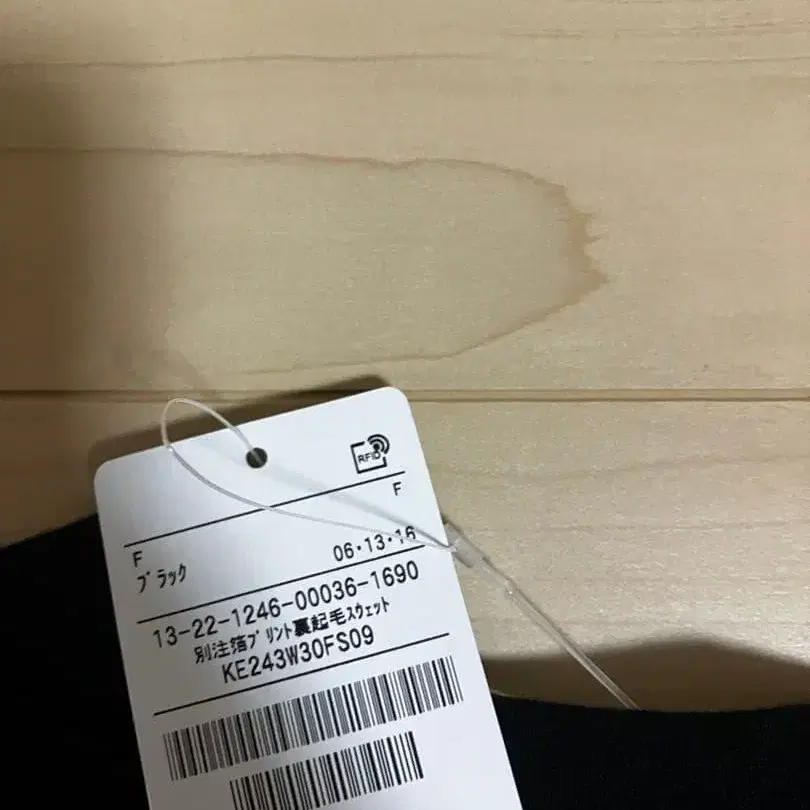 RFID
F
F
ﾌﾞﾗｯｸ 06・13・16
13-22-1246-00036-1690
別注箔ﾌﾟﾘﾝﾄ裏起毛ｽｳｪｯﾄ
KE243W30FS09